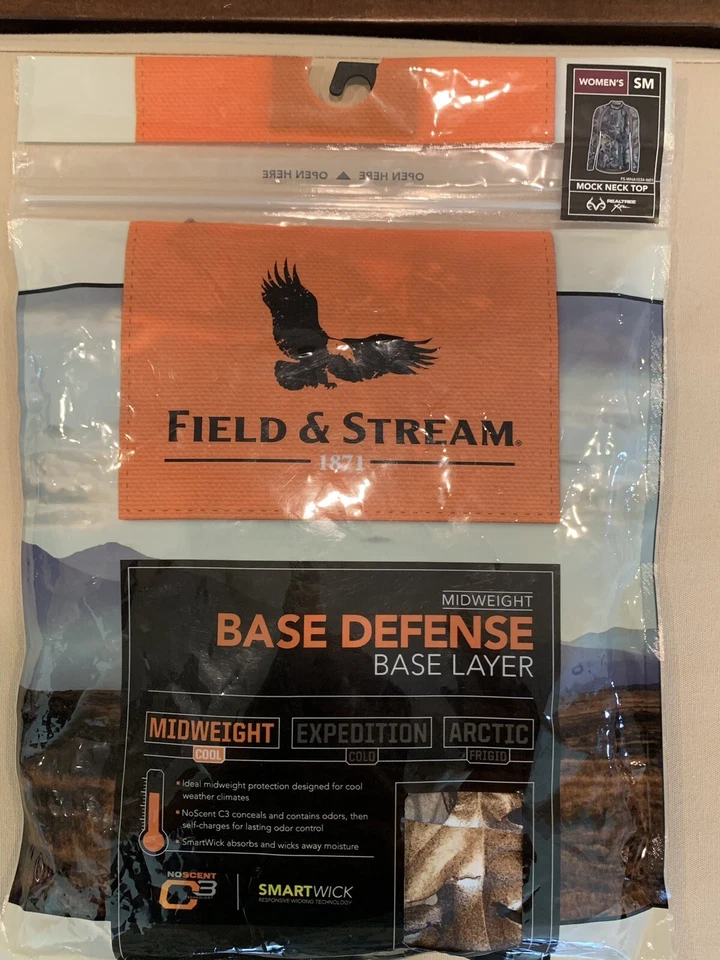 WOMEN'S SM
MOCK NECK TOP
REALTREE
OPEN HERE ▲ OPEN HERE
FIELD & STREAM®
1871
MIDWEIGHT
BASE DEFENSE
BASE LAYER
MIDWEIGHT EXPEDITION ARCTIC
COOL COLD FRIGID
Ideal midweight protection designed for cool
weather climates
NoScent C3 conceals and contains odors, then
self-charges for lasting odor control
SmartWick absorbs and wicks away moisture
NOSCENT
C3
SMARTWICK
RESPONSIVE WICKING TECHNOLOGY